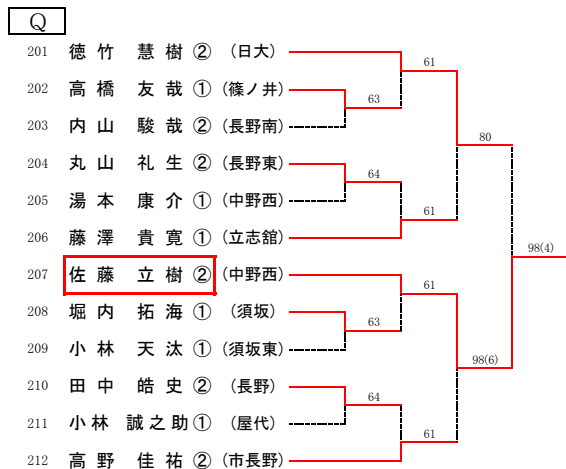 Q
201 徳竹 慧樹 ② (日大)
61
202 高橋 友哉 ① (篠ノ井)
63
203 内山 駿哉 ② (長野南)
80
204 丸山 礼生 ② (長野東)
64
205 湯本 康介 ① (中野西)
61
206 藤澤 貴寛 ① (立志舘)
98(4)
207 佐藤 立樹 ② (中野西)
61
208 堀内 拓海 ① (須坂)
63
209 小林 天汰 ① (須坂東)
98(6)
210 田中 皓史 ② (長野)
64
211 小林 誠之助 ① (屋代)
61
212 高野 佳祐 ② (市長野)